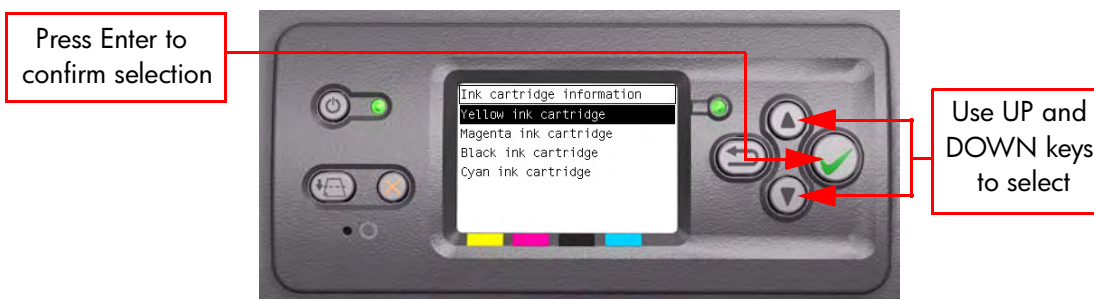 Press Enter to
confirm selection
Ink cartridge information
Yellow ink cartridge
Magenta ink cartridge
Black ink cartridge
Cyan ink cartridge
Use UP and
DOWN keys
to select